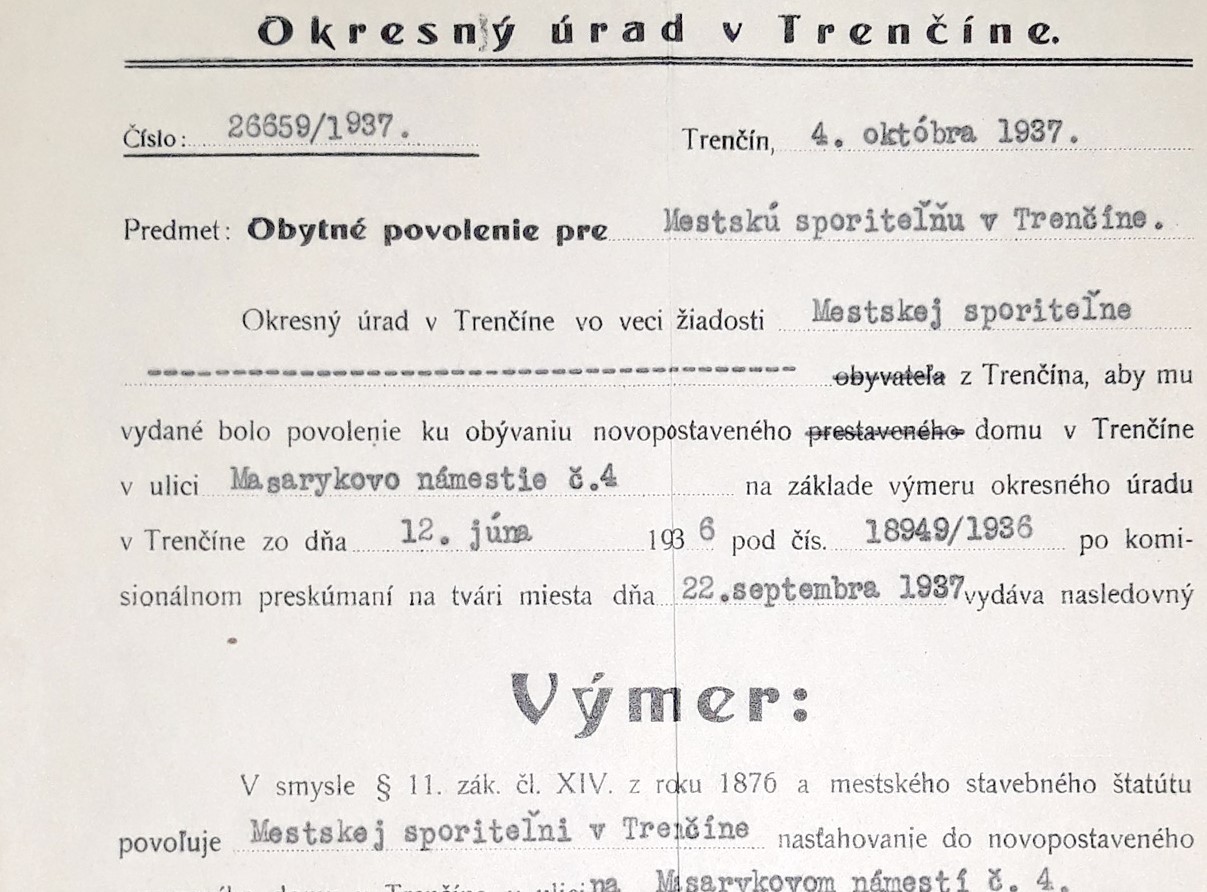 Okresný úrad v Trenčíne.
Číslo: 26659/1937. Trenčín, 4. októbra 1937.
Predmet: Obytné povolenie pre Mestskú sporiteľňu v Trenčíne.
Okresný úrad v Trenčíne vo veci žiadosti Mestskej sporiteľne
obyvateľa z Trenčína, aby mu
vydané bolo povolenie ku obývaniu novopostaveného prestaveného domu v Trenčíne
v ulici Masarykovo námestie č.4 na základe výmeru okresného úradu
v Trenčíne zo dňa 12. júna 1936 pod čís. 18949/1936 po komi-
sionálnom preskúmaní na tvári miesta dňa 22.septembra 1937 vydáva nasledovný
Výmer:
V smysle § 11. zák. čl. XIV. z roku 1876 a mestského stavebného štatútu
povoľuje Mestskej sporiteľni v Trenčíne nasťahovanie do novopostaveného
domu v Trenčíne v ulici na Masarykovom námestí č. 4.